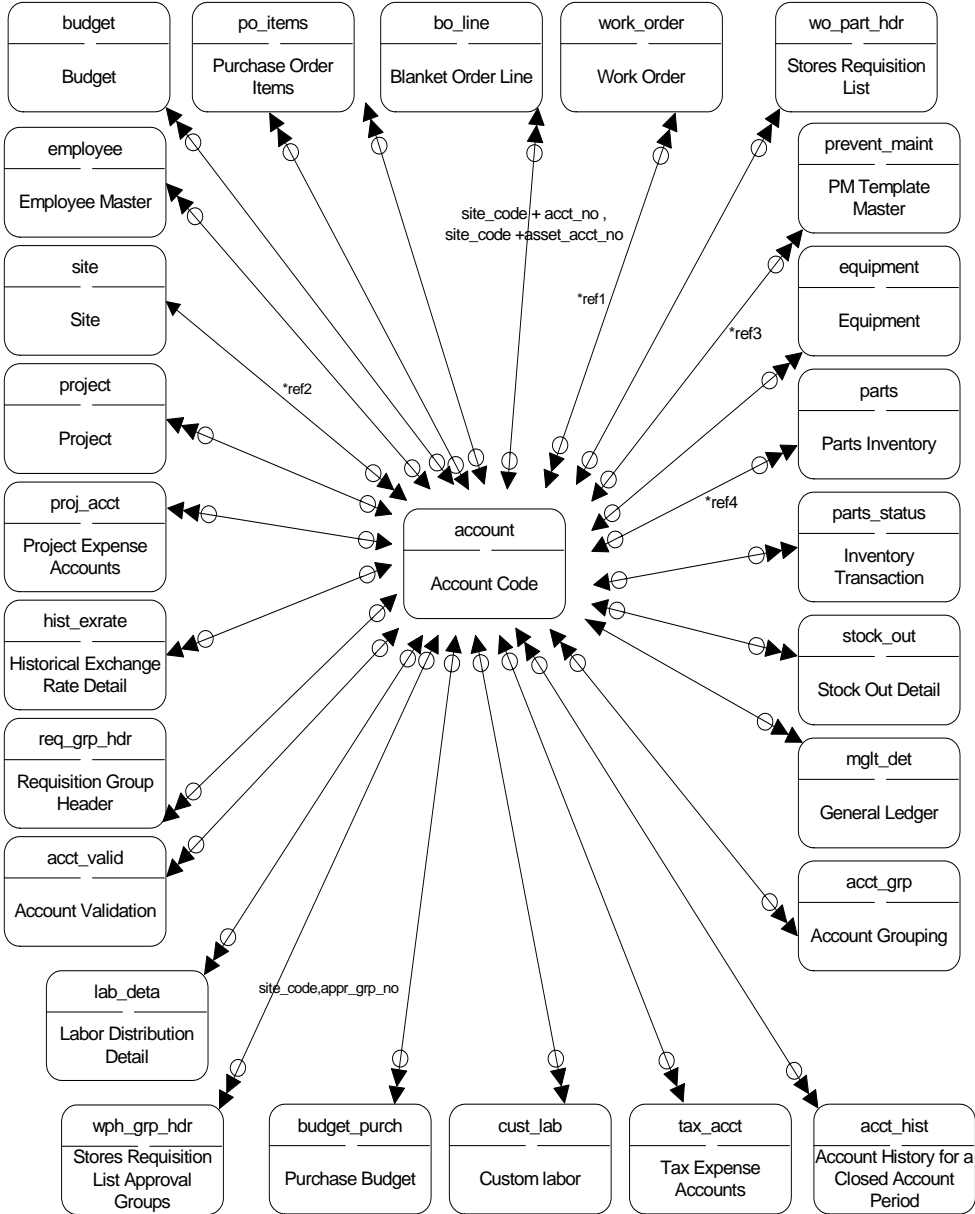 budget
Budget
po_items
Purchase Order
Items
bo_line
Blanket Order Line
work_order
Work Order
wo_part_hdr
Stores Requisition
List
employee
Employee Master
prevent_maint
PM Template
Master
site_code + acct_no ,
site_code +asset_acct_no
site
Site
equipment
Equipment
*ref1
*ref3
*ref2
project
Project
parts
Parts Inventory
*ref4
proj_acct
Project Expense
Accounts
account
Account Code
parts_status
Inventory
Transaction
hist_exrate
Historical Exchange
Rate Detail
stock_out
Stock Out Detail
req_grp_hdr
Requisition Group
Header
mglt_det
General Ledger
acct_valid
Account Validation
acct_grp
Account Grouping
lab_deta
Labor Distribution
Detail
site_code,appr_grp_no
wph_grp_hdr
Stores Requisition
List Approval
Groups
budget_purch
Purchase Budget
cust_lab
Custom labor
tax_acct
Tax Expense
Accounts
acct_hist
Account History for a
Closed Account
Period